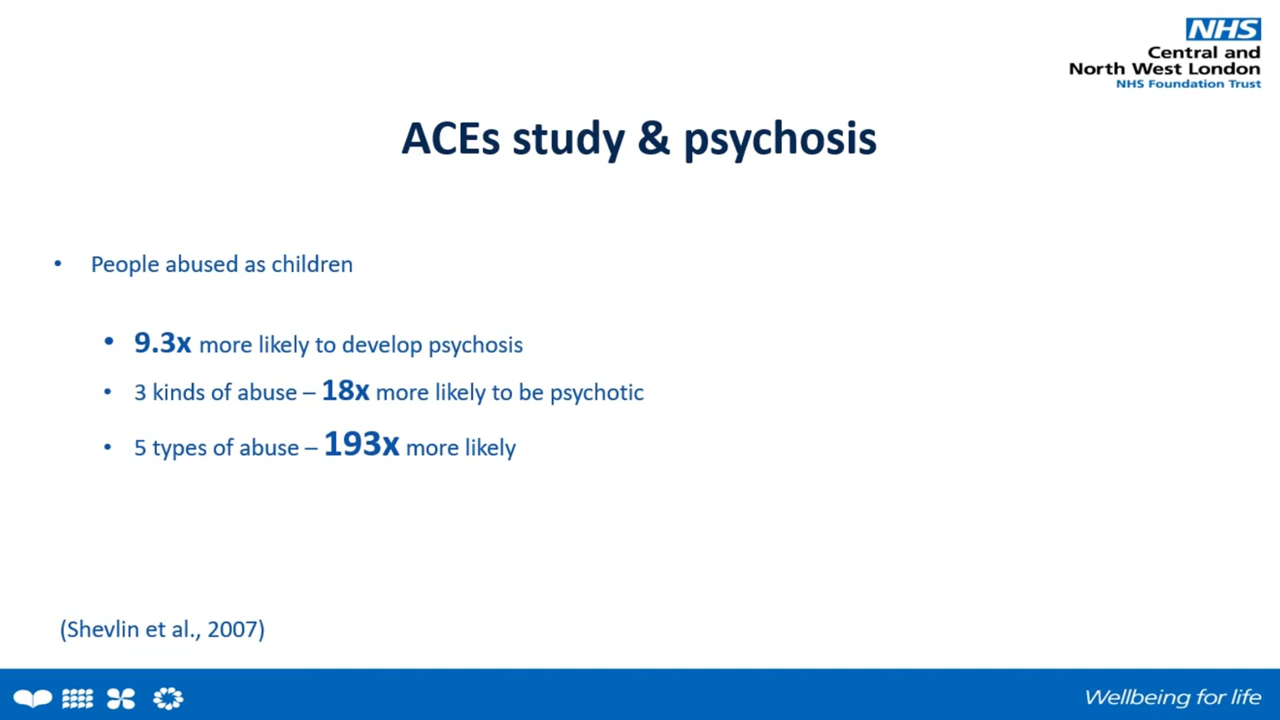 NHS
Central and
North West London
NHS Foundation Trust
ACEs study & psychosis
• People abused as children
• 9.3x more likely to develop psychosis
• 3 kinds of abuse – 18x more likely to be psychotic
• 5 types of abuse – 193x more likely
(Shevlin et al., 2007)
Wellbeing for life